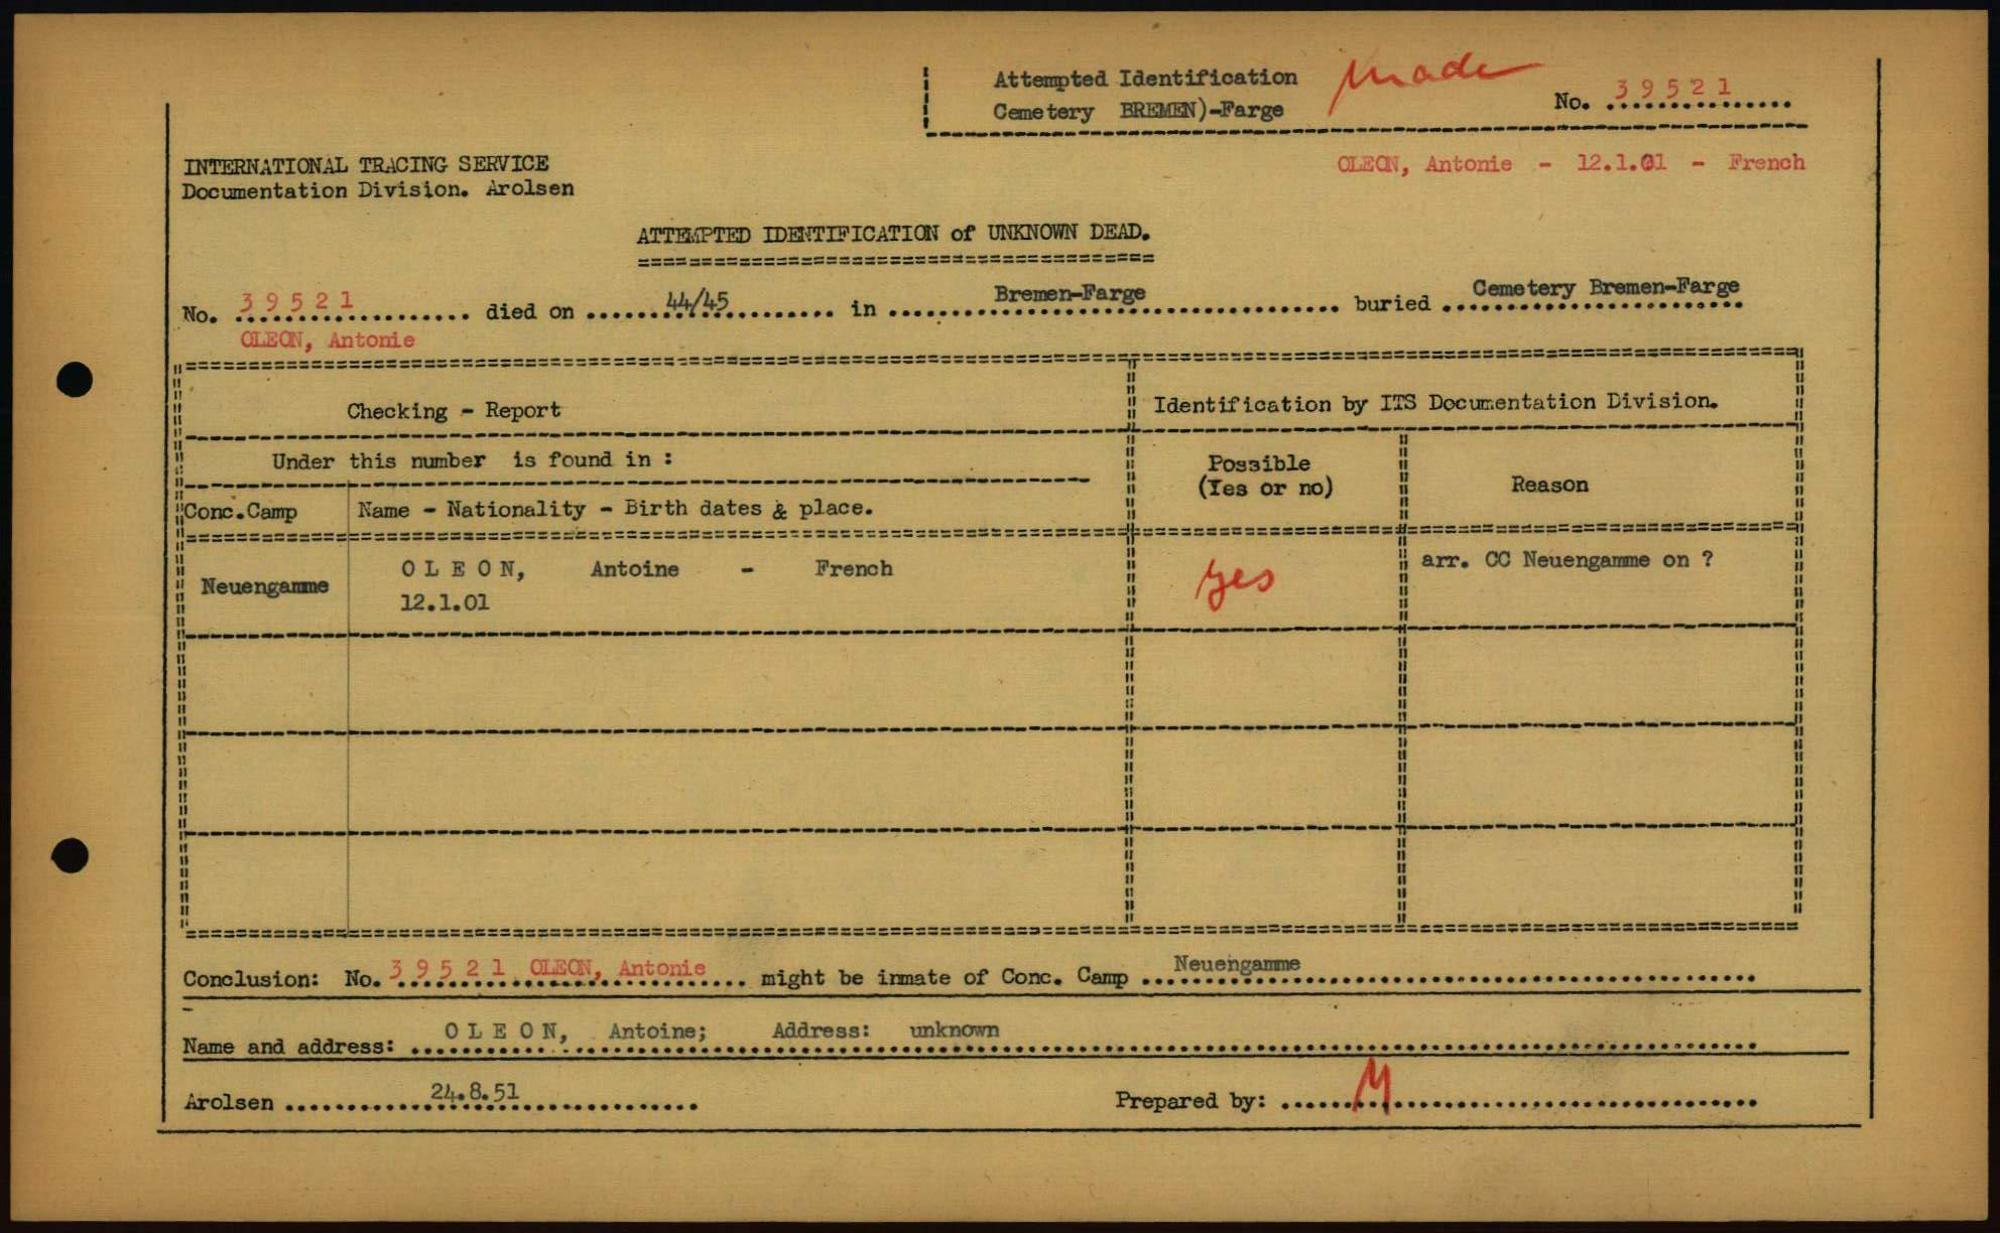 Attempted Identification made
Cemetery BREMEN)-Farge No. 39521
INTERNATIONAL TRACING SERVICE
OLEON, Antonie - 12.1.01 - French
Documentation Division. Arolsen
ATTEMPTED IDENTIFICATION of UNKNOWN DEAD.
No. 39521 died on 44/45 in Bremen-Farge buried Cemetery Bremen-Farge
OLEON, Antonie
Checking - Report
Identification by ITS Documentation Division.
Under this number is found in :
Possible
(Yes or no)
Reason
Conc.Camp Name - Nationality - Birth dates & place.
Neuengamme
O L E O N, Antoine - French
12.1.01
yes
arr. CC Neuengamme on ?
Conclusion: No. 39521 OLEON, Antonie might be inmate of Conc. Camp Neuengamme
Name and address: O L E O N, Antoine; Address: unknown
Arolsen 24.8.51 Prepared by: M